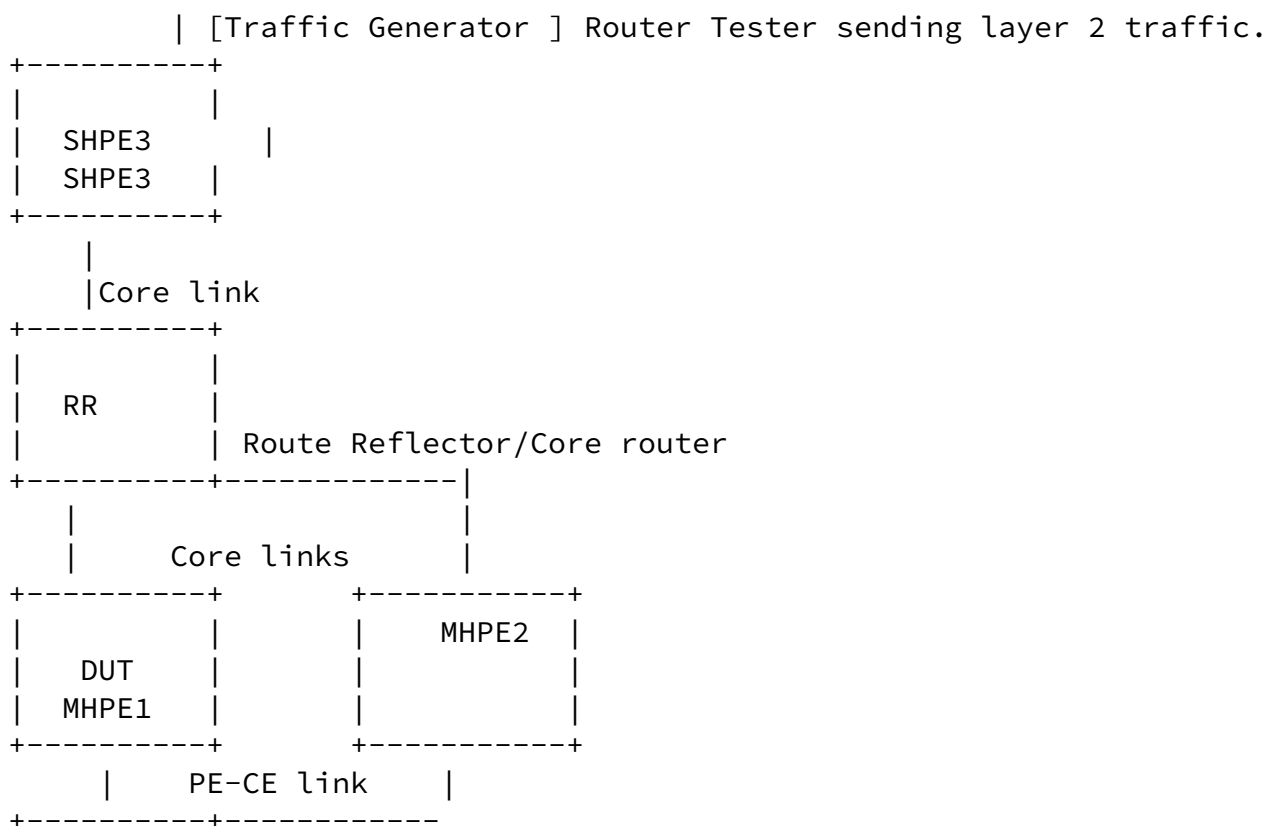 [Traffic Generator ] Router Tester sending layer 2 traffic.
SHPE3
SHPE3
Core link
RR
Route Reflector/Core router
Core links
MHPE2
DUT
MHPE1
PE-CE link